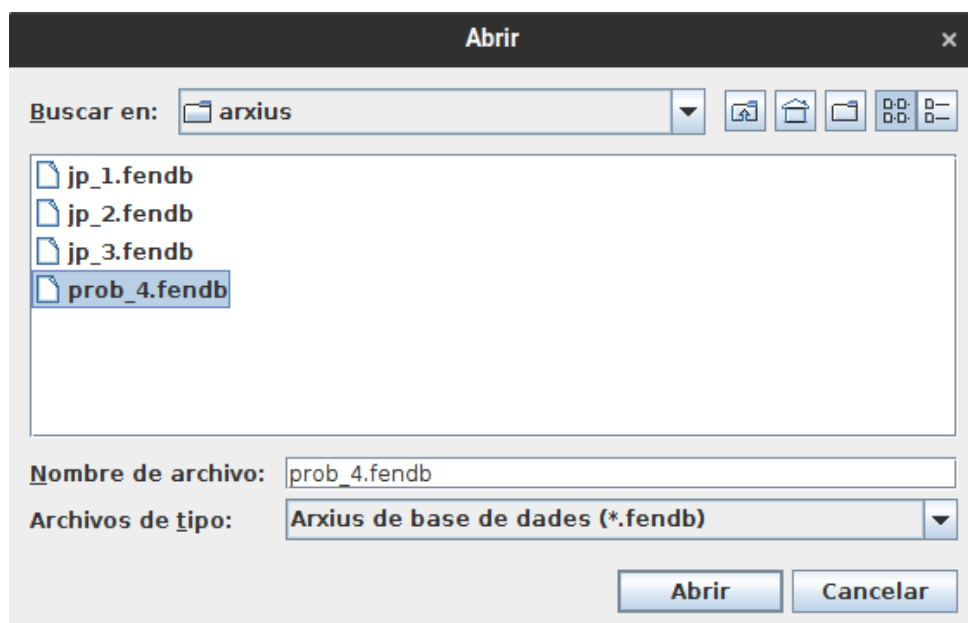 Abrir
Buscar en: arxius
jp_1.fendb
jp_2.fendb
jp_3.fendb
prob_4.fendb
Nombre de archivo: prob_4.fendb
Archivos de tipo: Arxius de base de dades (*.fendb)
Abrir Cancelar